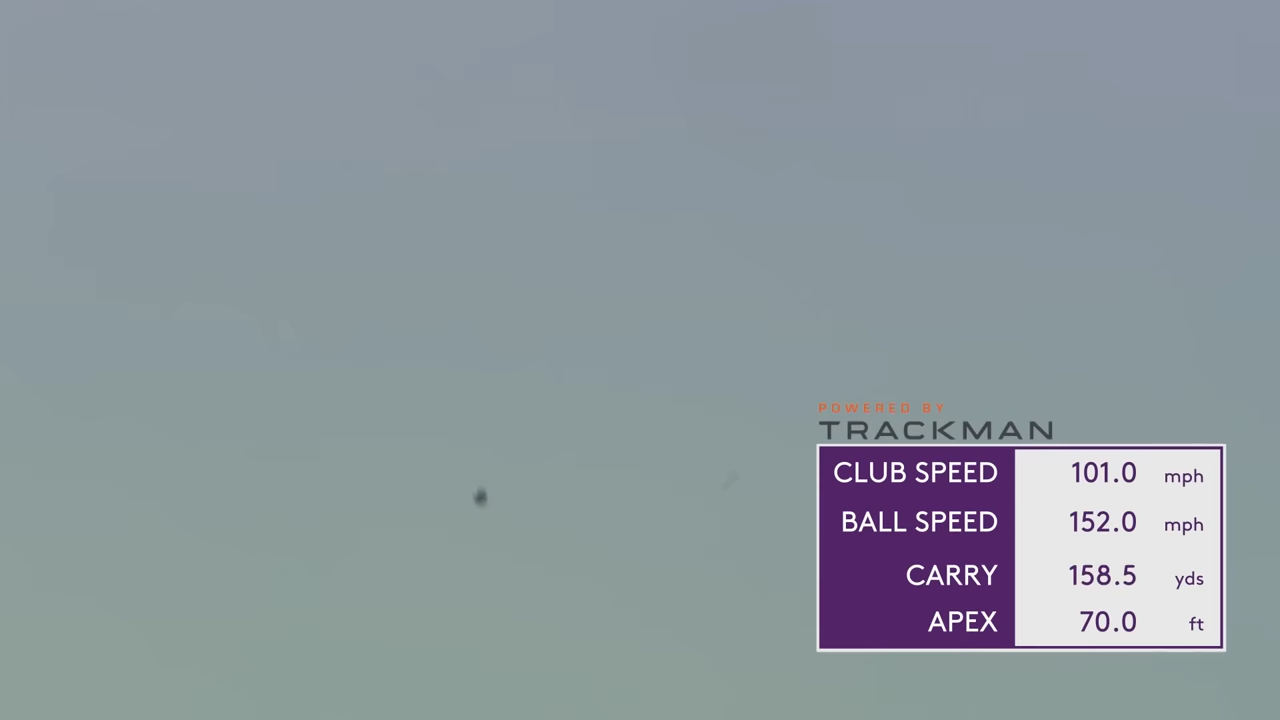 POWERED BY
TRACKMAN
CLUB SPEED 101.0 mph
BALL SPEED 152.0 mph
CARRY 158.5 yds
APEX 70.0 ft